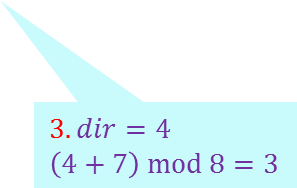 3. dir = 4
(4 + 7) mod 8 = 3